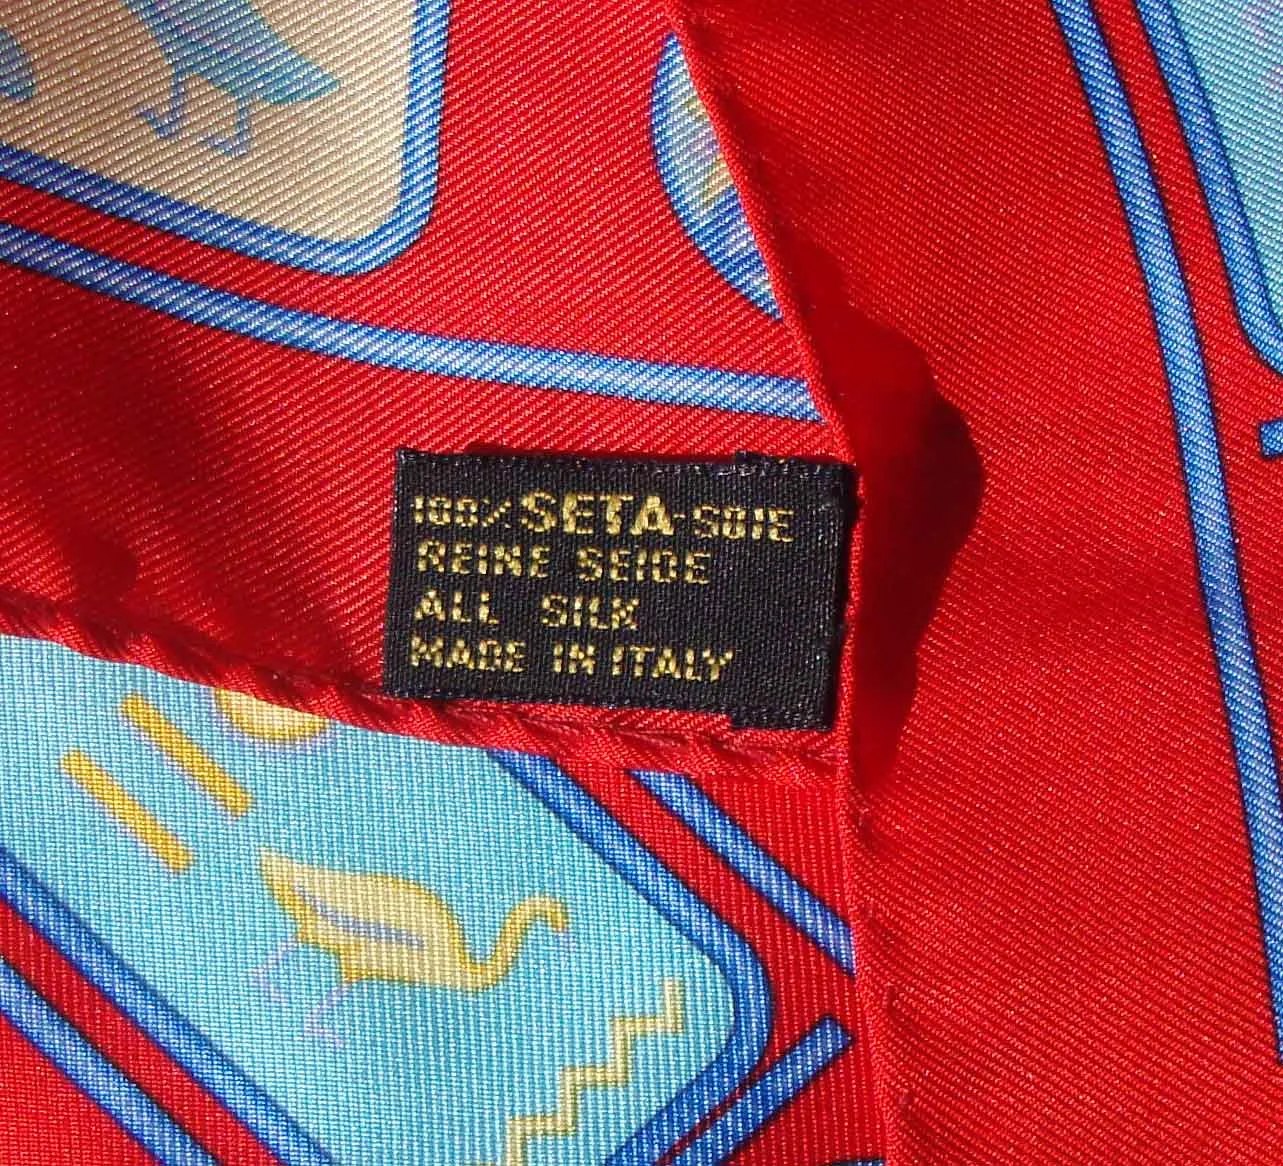 100% SETA-SOIE
REINE SEIDE
ALL SILK
MADE IN ITALY